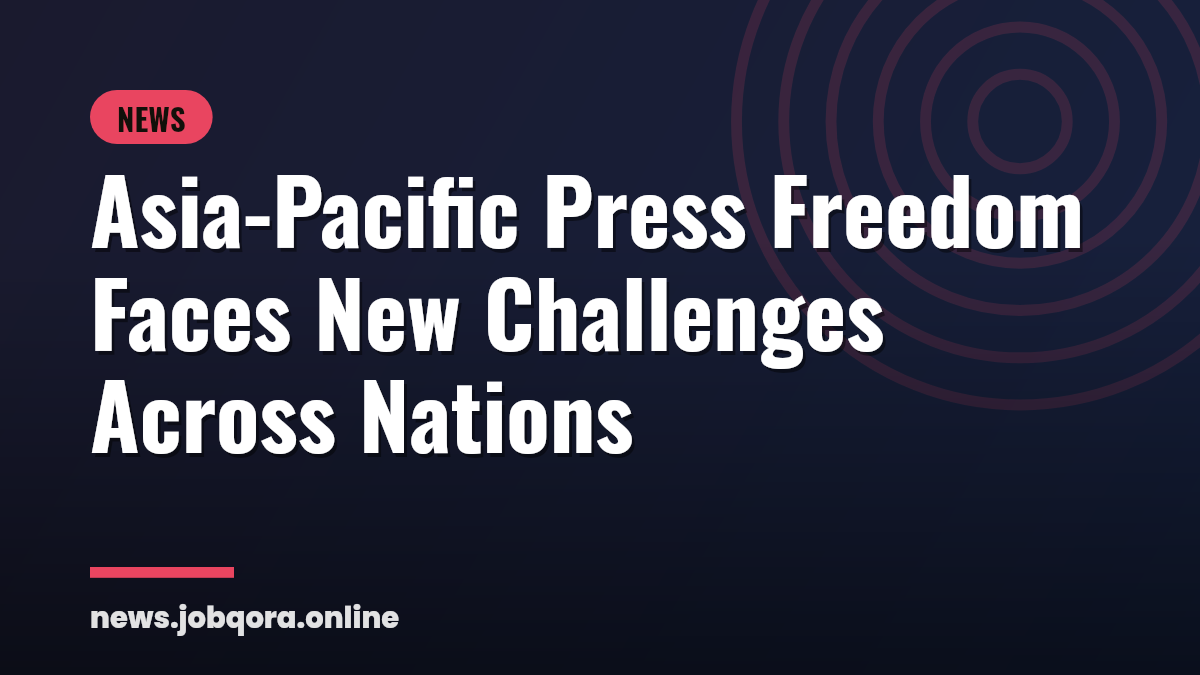 NEWS
Asia-Pacific Press Freedom
Faces New Challenges
Across Nations
news.jobqora.online